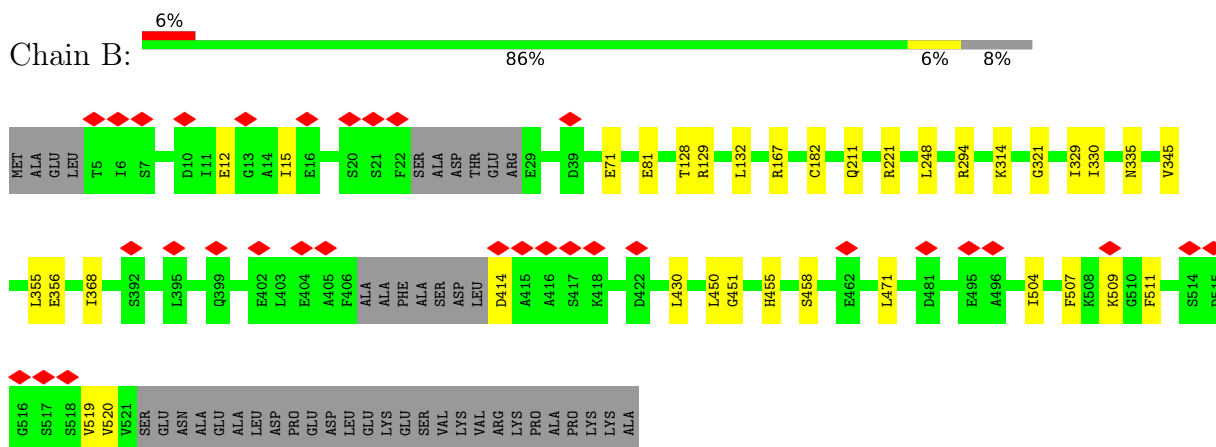 6%
Chain B:
86% 6% 8%
MET ALA GLU LEU T5 I6 S7 D10 I11 E12 G13 A14 I15 E16 S20 S21 F22 SER ALA ASP THR GLU ARG E29 D39 E71 E81 T128 R129 L132 R167 C182 Q211 R221 L248 R294 K314 G321 I329 I330 N335 V345
L355 E356 I368 S392 L395 Q399 E402 L403 E404 A405 F406 ALA ALA PHE ALA SER ASP LEU D414 A415 A416 S417 K418 D422 L430 L450 G451 H455 S458 E462 L471 D481 E495 A496 I504 F507 K508 K509 G510 F511 S514 D515
G516 S517 S518 V519 V520 V521 SER GLU ASN ALA GLU ALA LEU ASP PRO GLU ASP LEU GLU LYS GLU SER VAL LYS VAL ARG LYS PRO ALA PRO LYS LYS ALA